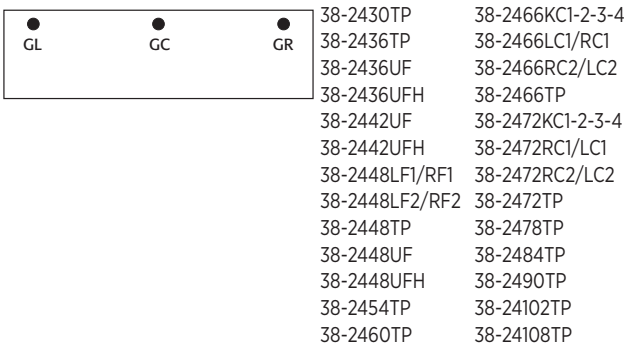 GL GC GR
38-2430TP
38-2436TP
38-2436UF
38-2436UFH
38-2442UF
38-2442UFH
38-2448LF1/RF1
38-2448LF2/RF2
38-2448TP
38-2448UF
38-2448UFH
38-2454TP
38-2460TP
38-2466KC1-2-3-4
38-2466LC1/RC1
38-2466RC2/LC2
38-2466TP
38-2472KC1-2-3-4
38-2472RC1/LC1
38-2472RC2/LC2
38-2472TP
38-2478TP
38-2484TP
38-2490TP
38-24102TP
38-24108TP